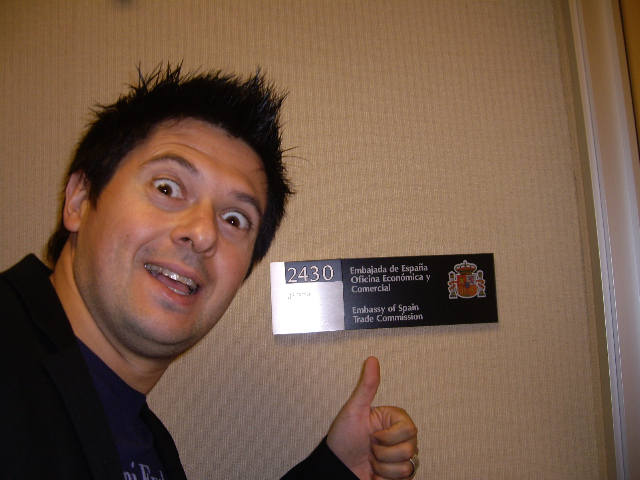 2430
Embajada de España
Oficina Económica y
Comercial
Embassy of Spain
Trade Commission